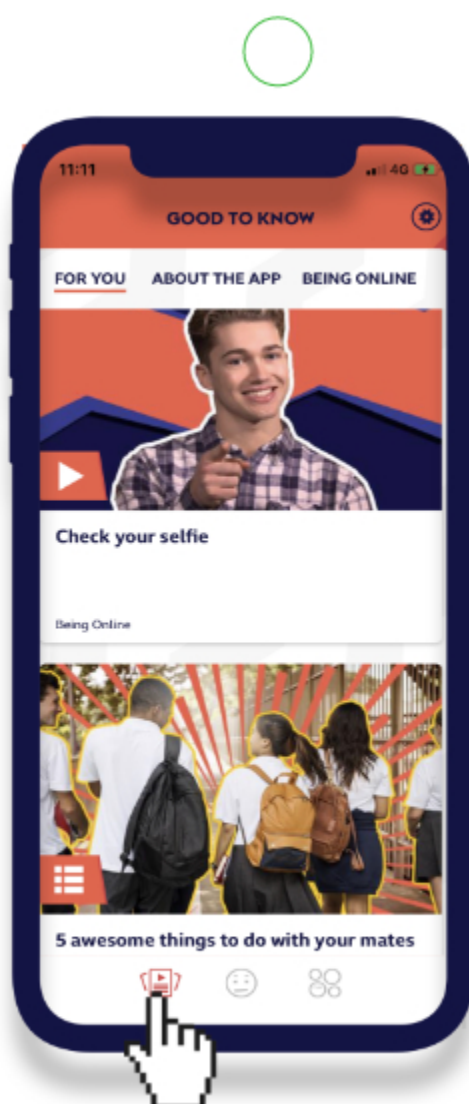 11:11
4G
GOOD TO KNOW
FOR YOU ABOUT THE APP BEING ONLINE
Check your selfie
Being Online
5 awesome things to do with your mates